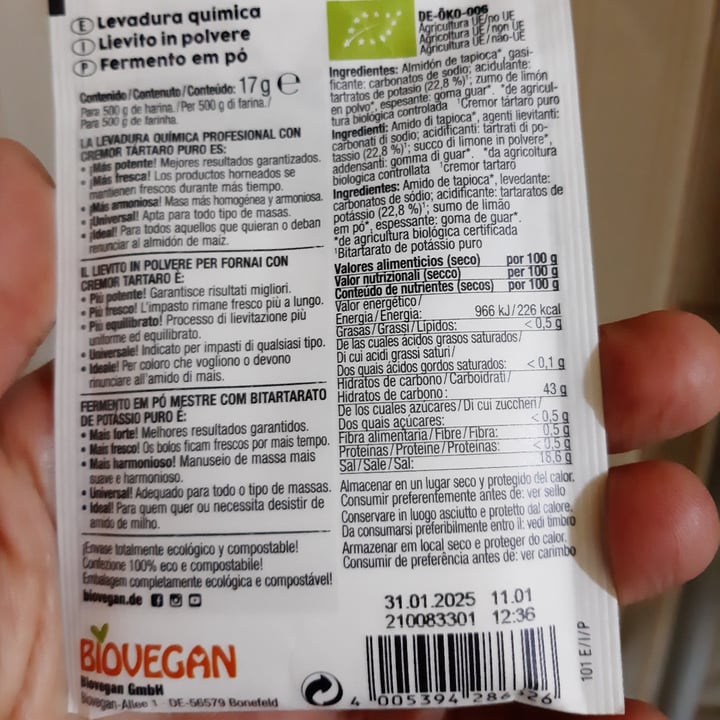 E Levadura química
I Lievito in polvere
P Fermento em pó
Contenido/Contenuto/Conteúdo: 17 g e
Para 500 g de harina./Per 500 g di farina./
Para 500 g de farinha.
LA LEVADURA QUÍMICA PROFESIONAL CON
CREMOR TARTARO PURO ES:
• ¡Más potente! Mejores resultados garantizados.
• ¡Más fresca! Los productos horneados se
mantienen frescos durante más tiempo.
• ¡Más armoniosa! Masa más homogénea y armoniosa.
• ¡Universal! Apta para todo tipo de masas.
• ¡Ideal! Para todos aquellos que quieran o deban
renunciar al almidón de maíz.
IL LIEVITO IN POLVERE PER FORNAI CON
CREMOR TARTARO È:
• Più potente! Garantisce risultati migliori.
• Più fresco! L'impasto rimane fresco più a lungo.
• Più equilibrato! Processo di lievitazione più
uniforme ed equilibrato.
• Universale! Indicato per impasti di qualsiasi tipo.
• Ideale! Per coloro che vogliono o devono
rinunciare all'amido di mais.
FERMENTO EM PÓ MESTRE COM BITARTARATO
DE POTÁSSIO PURO É:
• Mais forte! Melhores resultados garantidos.
• Mais fresco! Os bolos ficam frescos por mais tempo.
• Mais harmonioso! Manuseio de massa mais
suave e harmonioso.
• Universal! Adequado para todo o tipo de massas.
• Ideal! Para quem quer ou necessita desistir de
amido de milho.
¡Envase totalmente ecológico y compostable!
Confezione 100% eco e compostabile!
Embalagem completamente ecológica e compostável!
biovegan.de
BIOVEGAN
Biovegan GmbH
Biovegan-Allee 1 · DE-56579 Bonefeld
DE-ÖKO-006
Agricultura UE/no UE
Agricoltura UE/non UE
Agricultura UE/não-UE
Ingredientes: Almidón de tapioca*, gasi-
ficante: carbonatos de sodio; acidulante:
tartratos de potasio (22,8 %)¹; zumo de limón
en polvo*, espesante: goma guar*. *de agricul-
tura biológica controlada ¹Cremor tártaro puro
Ingredienti: Amido di tapioca*, agenti lievitanti:
carbonati di sodio; acidificanti: tartrati di po-
tassio (22,8 %)¹; succo di limone in polvere*,
addensanti: gomma di guar*. *da agricoltura
biologica controllata ¹cremor tartaro
Ingredientes: Amido de tapioca*, levedante:
carbonatos de sódio; acidificante: tartaratos de
potássio (22,8 %)¹; sumo de limão
em pó*, espessante: goma de guar*.
*de agricultura biológica certificada
¹Bitartarato de potássio puro
Valores alimenticios (seco) por 100 g
Valori nutrizionali (secco) per 100 g
Conteúdo de nutrientes (secos) por 100 g
Valor energético/
Energia/Energia: 966 kJ/226 kcal
Grasas/Grassi/Lípidos: < 0,5 g
De las cuales ácidos grasos saturados/
Di cui acidi grassi saturi/
Dos quais ácidos gordos saturados: < 0,1 g
Hidratos de carbono/Carboidrati/
Hidratos de carbono: 43 g
De los cuales azúcares/Di cui zuccheri/
Dos quais açúcares: < 0,5 g
Fibra alimentaria/Fibre/Fibra: 0,5 g
Proteínas/Proteine/Proteínas: < 0,5 g
Sal/Sale/Sal: 18,6 g
Almacenar en un lugar seco y protegido del calor.
Consumir preferentemente antes de: ver sello
Conservare in luogo asciutto e protetto dal calore.
Da consumarsi preferibilmente entro il: vedi timbro
Armazenar em local seco e proteger do calor.
Consumir de preferência antes de: ver carimbo
31.01.2025 11.01
210083301 12:36
4 005394 286 26
101 E/I/P